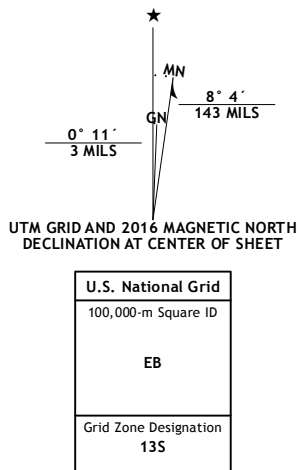 MN
GN
8° 4´
143 MILS
0° 11´
3 MILS
UTM GRID AND 2016 MAGNETIC NORTH
DECLINATION AT CENTER OF SHEET
U.S. National Grid
100,000-m Square ID
EB
Grid Zone Designation
13S